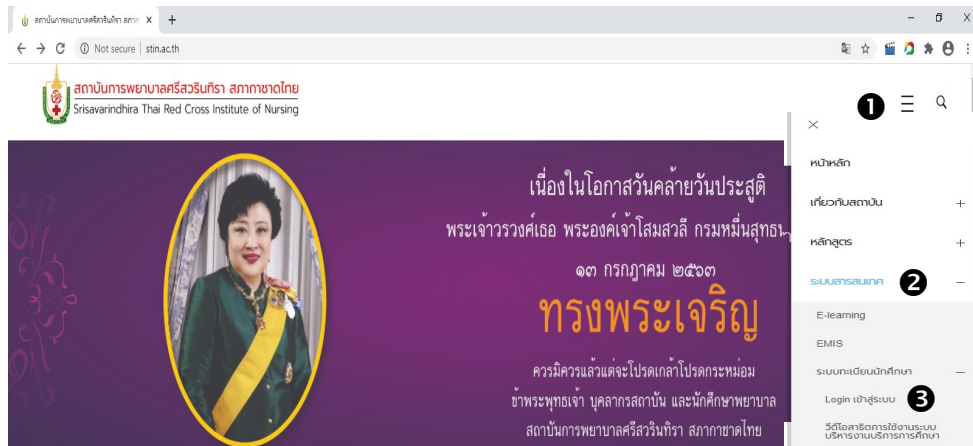 สถาบันการพยาบาลศรีสวรินทิรา สภากา
Not secure | stin.ac.th
สถาบันการพยาบาลศรีสวรินทิรา สภากาชาดไทย
Srisavarindhira Thai Red Cross Institute of Nursing
1
หน้าหลัก
เกี่ยวกับสถาบัน
หลักสูตร
ระบบสารสนเทศ 2
E-learning
EMIS
ระบบทะเบียนนักศึกษา
Login เข้าสู่ระบบ 3
วีดีโอสาธิตการใช้งานระบบ
บริหารงานบริการการศึกษา
เนื่องในโอกาสวันคล้ายวันประสูติ
พระเจ้าวรวงศ์เธอ พระองค์เจ้าโสมสวลี กรมหมื่นสุทธน
๑๓ กรกฎาคม ๒๕๖๓
ทรงพระเจริญ
ควรมิควรแล้วแต่จะโปรดเกล้าโปรดกระหม่อม
ข้าพระพุทธเจ้า บุคลากรสถาบัน และนักศึกษาพยาบาล
สถาบันการพยาบาลศรีสวรินทิรา สภากาชาดไทย